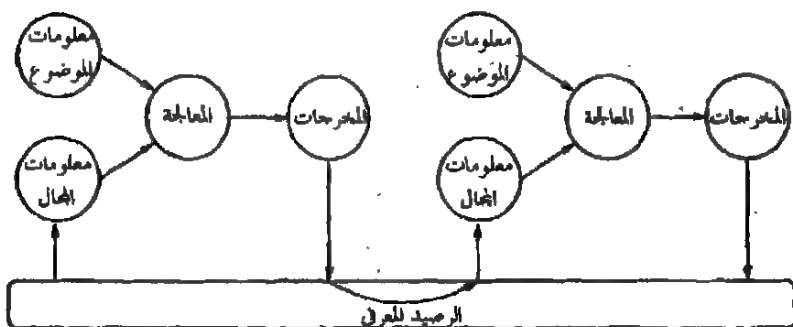 معلومات
الموضوع
المعالجة
المخرجات
معلومات
المجال
معلومات
الموضوع
المعالجة
المخرجات
معلومات
المجال
الرصيد المعرفي